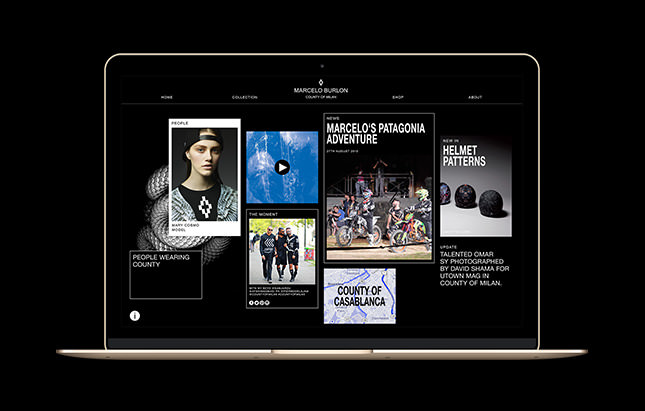 MARCELO BURLON
COUNTY OF MILAN
HOME
COLLECTION
SHOP
ABOUT
PEOPLE
MARY COSMO
MODEL
PEOPLE WEARING
COUNTY
THE MOMENT
NEWS
MARCELO'S PATAGONIA
ADVENTURE
27TH AUGUST 2015
COUNTY OF
CASABLANCA
NEW IN
HELMET
PATTERNS
UPDATE
TALENTED OMAR
SY PHOTOGRAPHED
BY DAVID SHAMA FOR
UTOWN MAG IN
COUNTY OF MILAN.
i